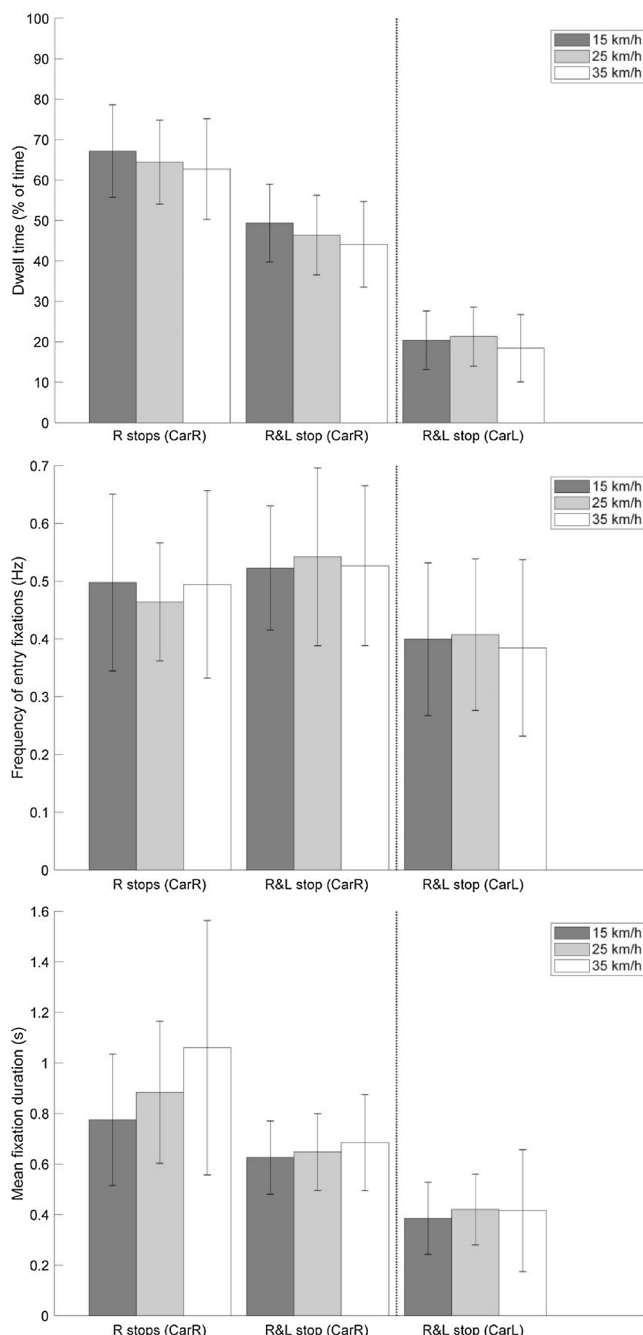 100
90
80
70
60
50
40
30
20
10
0
Dwell time (% of time)
15 km/h
25 km/h
35 km/h
R stops (CarR) R&L stop (CarR) R&L stop (CarL)
0.7
0.6
0.5
0.4
0.3
0.2
0.1
0
Frequency of entry fixations (Hz)
15 km/h
25 km/h
35 km/h
R stops (CarR) R&L stop (CarR) R&L stop (CarL)
1.6
1.4
1.2
1
0.8
0.6
0.4
0.2
0
Mean fixation duration (s)
15 km/h
25 km/h
35 km/h
R stops (CarR) R&L stop (CarR) R&L stop (CarL)